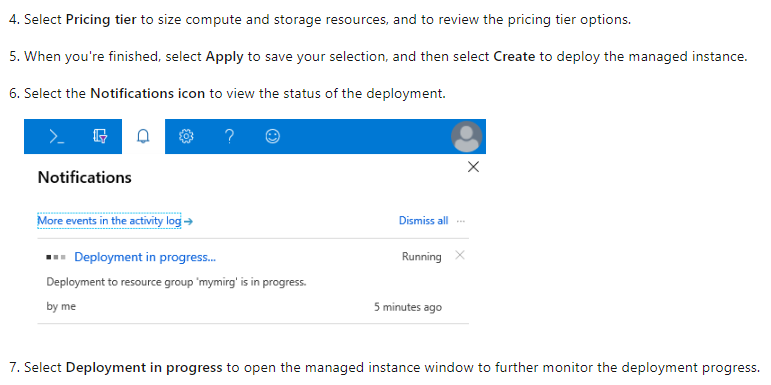 4. Select Pricing tier to size compute and storage resources, and to review the pricing tier options.
5. When you're finished, select Apply to save your selection, and then select Create to deploy the managed instance.
6. Select the Notifications icon to view the status of the deployment.
Notifications
More events in the activity log → Dismiss all ...
Deployment in progress... Running
Deployment to resource group 'mymirg' is in progress.
by me 5 minutes ago
7. Select Deployment in progress to open the managed instance window to further monitor the deployment progress.